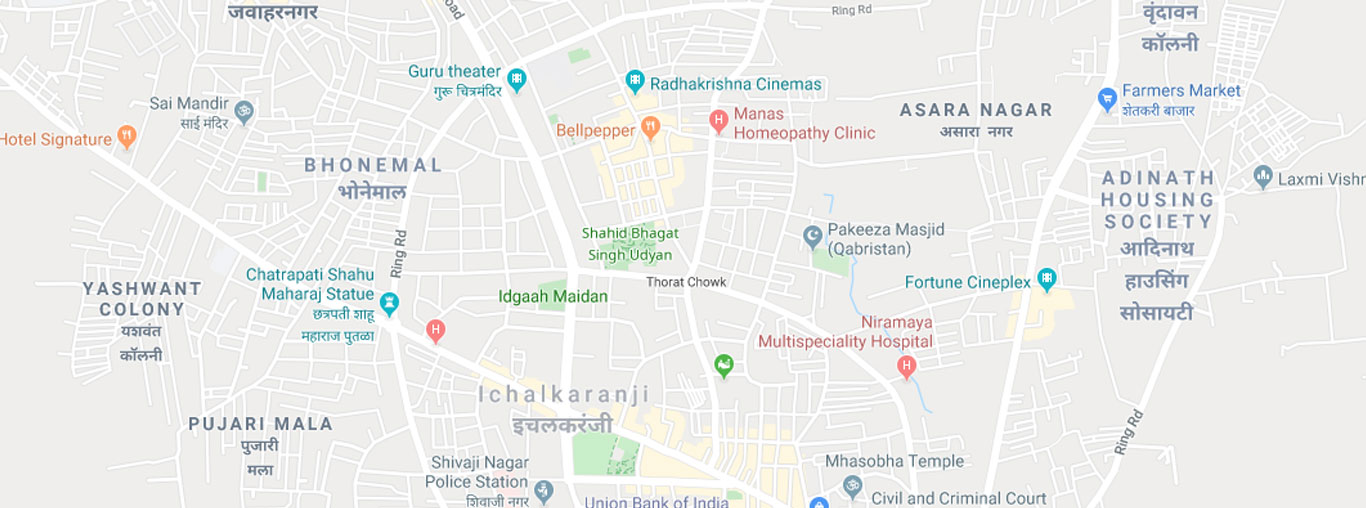 जवाहरनगर
oad
Ring Rd
वृंदावन
कॉलनी
Guru theater
गुरू चित्रमंदिर
Radhakrishna Cinemas
Farmers Market
शेतकरी बाजार
Sai Mandir
साई मंदिर
Hotel Signature
Bellpepper
Manas
Homeopathy Clinic
ASARA NAGAR
असारा नगर
BHONEMAL
भोनेमाल
ADINATH
HOUSING
SOCIETY
आदिनाथ
हाउसिंग
सोसायटी
Laxmi Vishn
Shahid Bhagat
Singh Udyan
Pakeeza Masjid
(Qabristan)
Ring Rd
Chatrapati Shahu
Maharaj Statue
छत्रपती शाहू
महाराज पुतळा
Idgaah Maidan
Thorat Chowk
Fortune Cineplex
YASHWANT
COLONY
यशवंत
कॉलनी
Niramaya
Multispeciality Hospital
H
H
H
Ichalkaranji
इचलकरंजी
PUJARI MALA
पुजारी
मला
Ring Rd
Shivaji Nagar
Police Station
शिवाजी नगर
Mhasobha Temple
Union Bank of India
Civil and Criminal Court